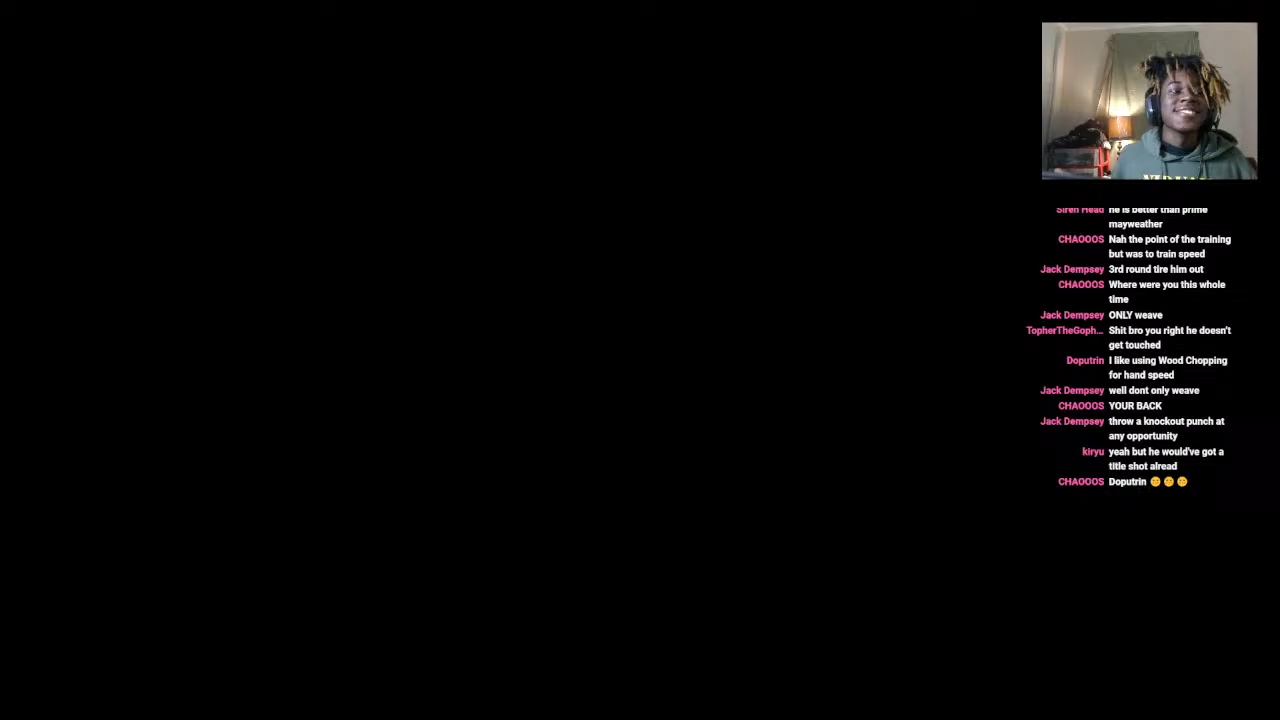 Siren Head he is better than prime
mayweather
CHAOOOS Nah the point of the training
but was to train speed
Jack Dempsey 3rd round tire him out
CHAOOOS Where were you this whole
time
Jack Dempsey ONLY weave
TopherTheGoph... Shit bro you right he doesn't
get touched
Doputrin I like using Wood Chopping
for hand speed
Jack Dempsey well dont only weave
CHAOOOS YOUR BACK
Jack Dempsey throw a knockout punch at
any opportunity
kiryu yeah but he would've got a
title shot alread
CHAOOOS Doputrin 🤭 🤭 🤭